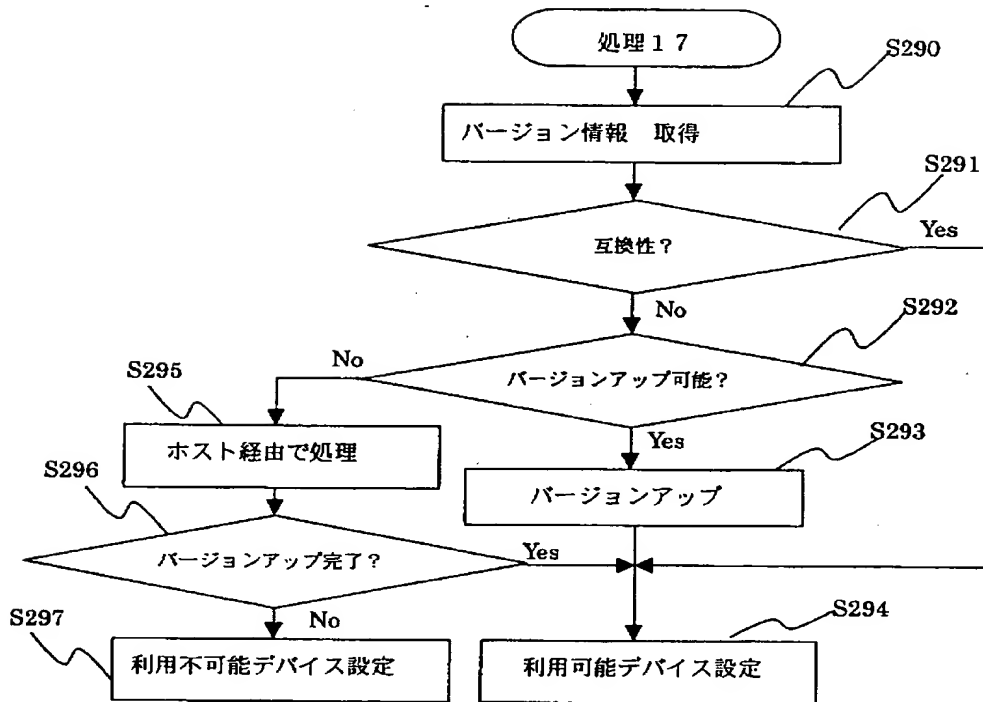 処理17
S290
バージョン情報 取得
S291
互換性?
Yes
No
S292
バージョンアップ可能?
No
S295
Yes
S293
ホスト経由で処理
バージョンアップ
S296
バージョンアップ完了?
Yes
No
S297
S294
利用不可能デバイス設定
利用可能デバイス設定